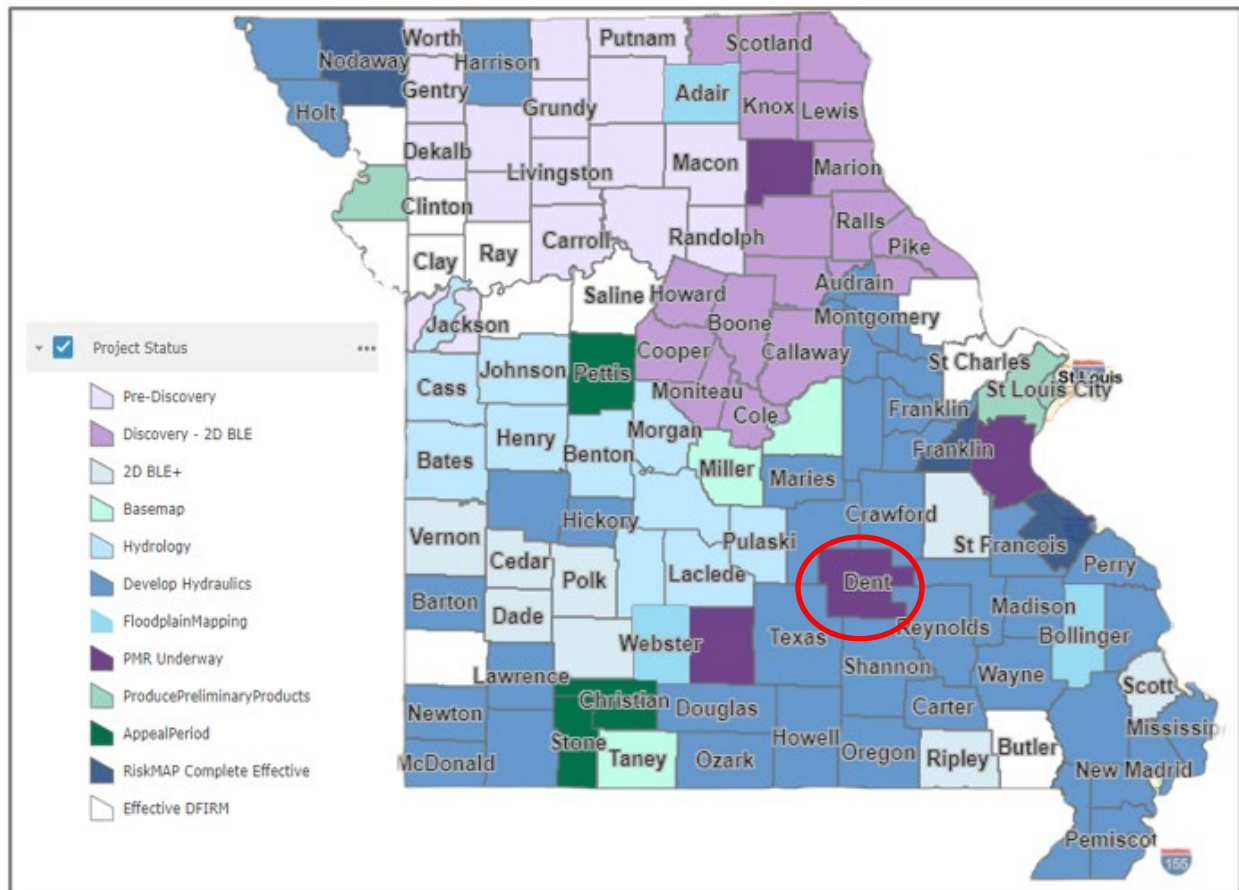 Worth
Putnam
Scotland
Nodaway
Harrison
Gentry
Adair
Knox
Lewis
Holt
Grundy
Dekalb
Macon
Marion
Livingston
Clinton
Ralls
Carroll
Randolph
Pike
Clay
Ray
Audrain
Saline
Howard
Jackson
Boone
Montgomery
Project Status
Cooper
Callaway
St Charles
Johnson
Pettis
St Louis
St Louis City
Cass
Moniteau
Cole
Franklin
Pre-Discovery
Discovery - 2D BLE
2D BLE+
Basemap
Hydrology
Develop Hydraulics
FloodplainMapping
PMR Underway
ProducePreliminaryProducts
AppealPeriod
RiskMAP Complete Effective
Effective DFIRM
Henry
Morgan
Benton
Franklin
Bates
Miller
Maries
Hickory
Crawford
Vernon
Pulaski
St Francois
Cedar
Polk
Laclede
Perry
Dent
Barton
Dade
Madison
Webster
Texas
Reynolds
Bollinger
Shannon
Wayne
Lawrence
Scott
Christian
Newton
Douglas
Carter
Mississip
Stone
Howell
Taney
Ozark
Oregon
Ripley
Butler
McDonald
New Madrid
Pemiscot
155